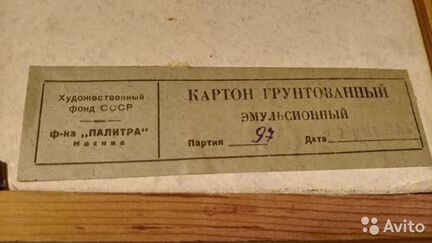 Художественный
фонд СССР
ф-ка „ПАЛИТРА"
Москва
КАРТОН ГРУНТОВАННЫЙ
ЭМУЛЬСИОННЫЙ
Партия 97 Дата
Avito